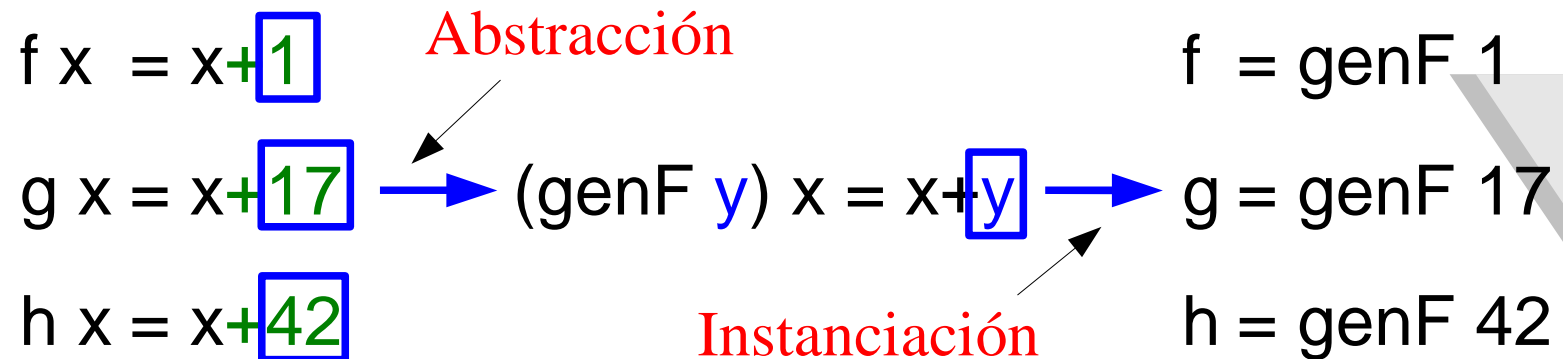 Abstracción
f x = x+1
f = genF 1
g x = x+17
(genF y) x = x+y
g = genF 17
h x = x+42
Instanciación
h = genF 42